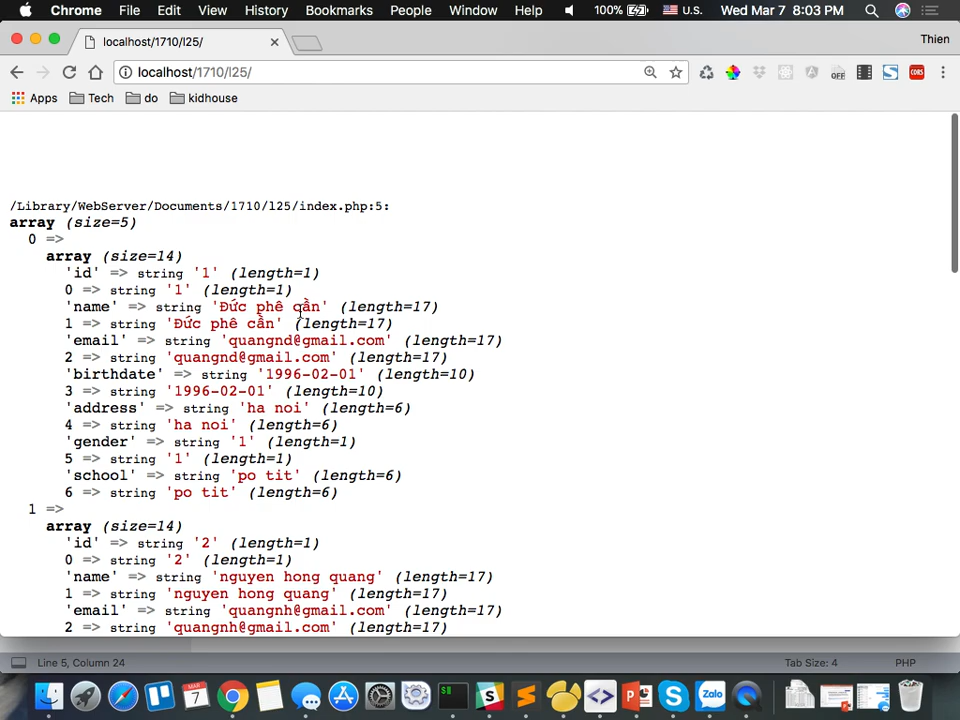 Chrome File Edit View History Bookmarks People Window Help 100% U.S. Wed Mar 7 8:03 PM
localhost/1710/l25/
Thien
localhost/1710/l25/
OFF
CORS
Apps Tech do kidhouse
/Library/WebServer/Documents/1710/l25/index.php:5:
array (size=5)
0 =>
array (size=14)
'id' => string '1' (length=1)
0 => string '1' (length=1)
'name' => string 'Đức phê cần' (length=17)
1 => string 'Đức phê cần' (length=17)
'email' => string 'quangnd@gmail.com' (length=17)
2 => string 'quangnd@gmail.com' (length=17)
'birthdate' => string '1996-02-01' (length=10)
3 => string '1996-02-01' (length=10)
'address' => string 'ha noi' (length=6)
4 => string 'ha noi' (length=6)
'gender' => string '1' (length=1)
5 => string '1' (length=1)
'school' => string 'po tit' (length=6)
6 => string 'po tit' (length=6)
1 =>
array (size=14)
'id' => string '2' (length=1)
0 => string '2' (length=1)
'name' => string 'nguyen hong quang' (length=17)
1 => string 'nguyen hong quang' (length=17)
'email' => string 'quangnh@gmail.com' (length=17)
2 => string 'quangnh@gmail.com' (length=17)
Line 5, Column 24 Tab Size: 4 PHP
MAR
7
Zalo